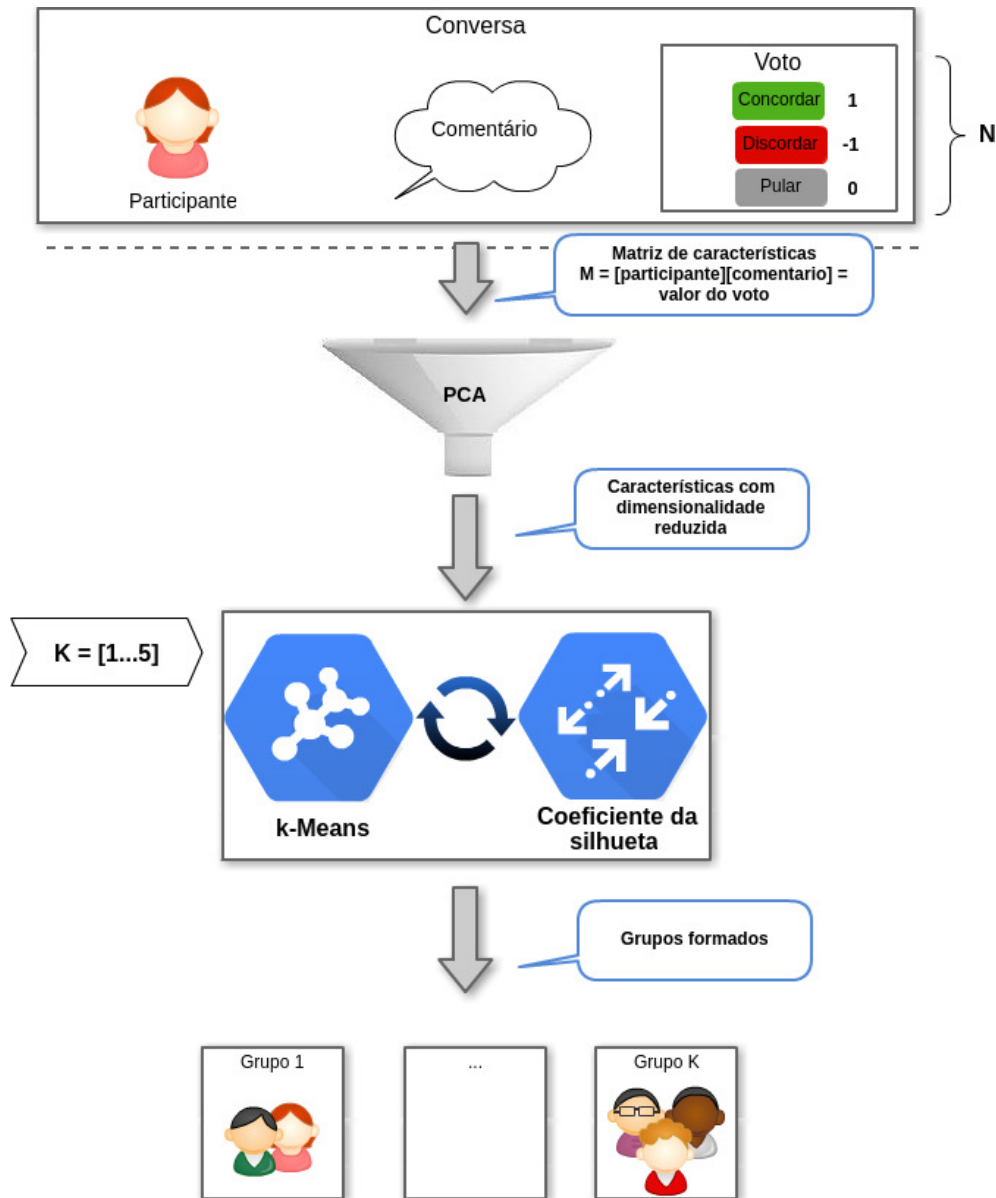 Conversa
Participante
Comentário
Voto
Concordar 1
Discordar -1
Pular 0
N
Matriz de características
M = [participante][comentario] =
valor do voto
PCA
Características com
dimensionalidade
reduzida
K = [1...5]
k-Means
Coeficiente da
silhueta
Grupos formados
Grupo 1
...
Grupo K